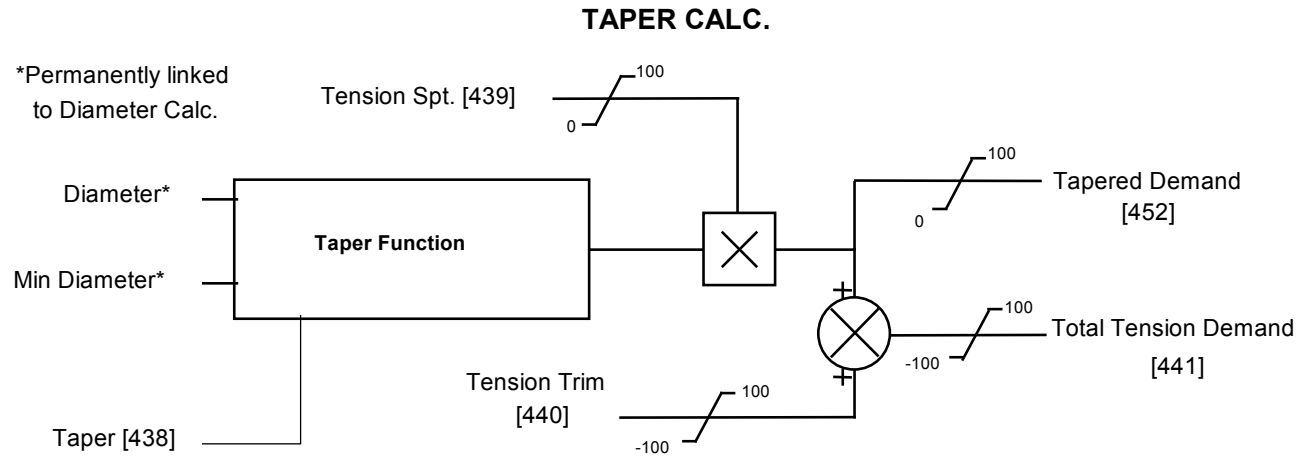 TAPER CALC.
*Permanently linked
to Diameter Calc.
Tension Spt. [439]
100
0
Diameter*
Min Diameter*
Taper Function
100
0
Tapered Demand
[452]
+
+
100
-100
Total Tension Demand
[441]
Tension Trim
[440]
100
-100
Taper [438]